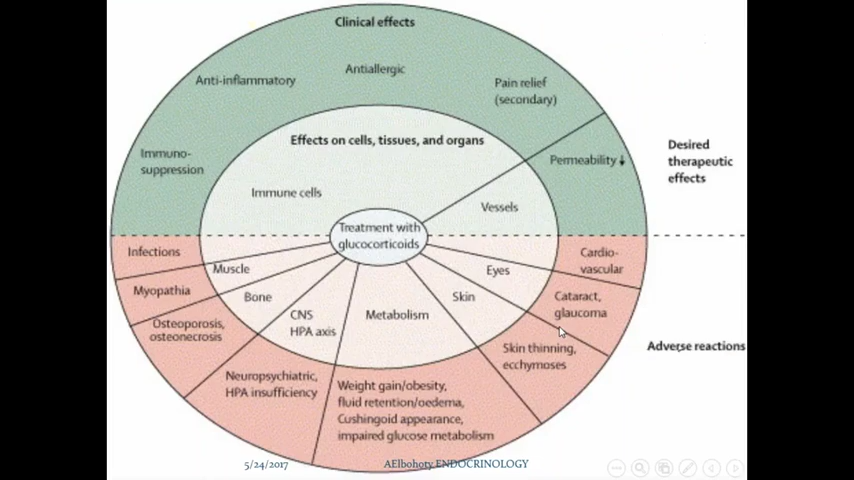 Clinical effects
Antiallergic
Anti-inflammatory
Pain relief
(secondary)
Effects on cells, tissues, and organs
Immuno-
suppression
Permeability ↓
Desired
therapeutic
effects
Immune cells
Vessels
Treatment with
glucocorticoids
Infections
Muscle
Eyes
Cardio-
vascular
Myopathia
Bone
Skin
Cataract,
glaucoma
CNS
HPA axis
Metabolism
Osteoporosis,
osteonecrosis
Skin thinning,
ecchymoses
Adverse reactions
Neuropsychiatric,
HPA insufficiency
Weight gain/obesity,
fluid retention/oedema,
Cushingoid appearance,
impaired glucose metabolism
5/24/2017
AElbohoty ENDOCRINOLOGY